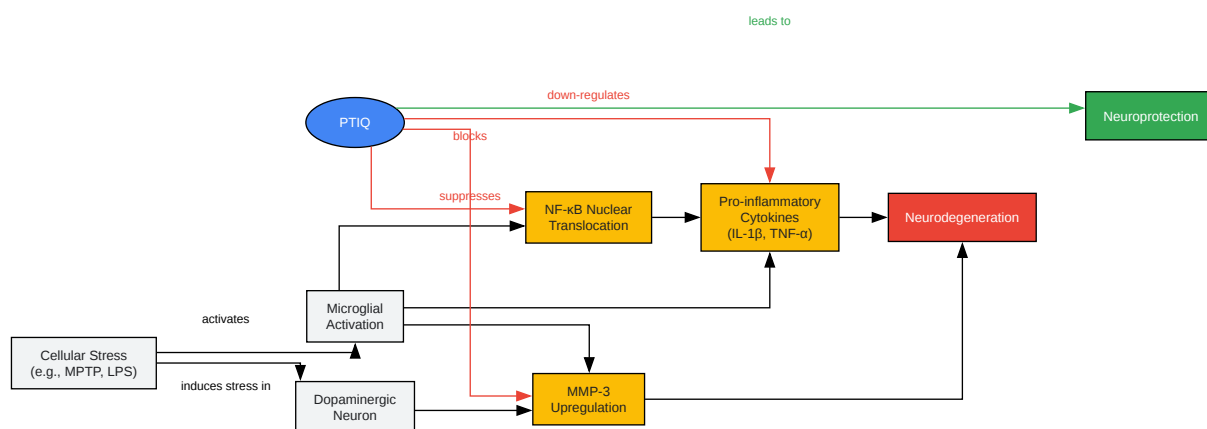 leads to
down-regulates
PTIQ
Neuroprotection
blocks
suppresses
NF-κB Nuclear
Translocation
Pro-inflammatory
Cytokines
(IL-1β, TNF-α)
Neurodegeneration
Microglial
Activation
activates
Cellular Stress
(e.g., MPTP, LPS)
induces stress in
Dopaminergic
Neuron
MMP-3
Upregulation